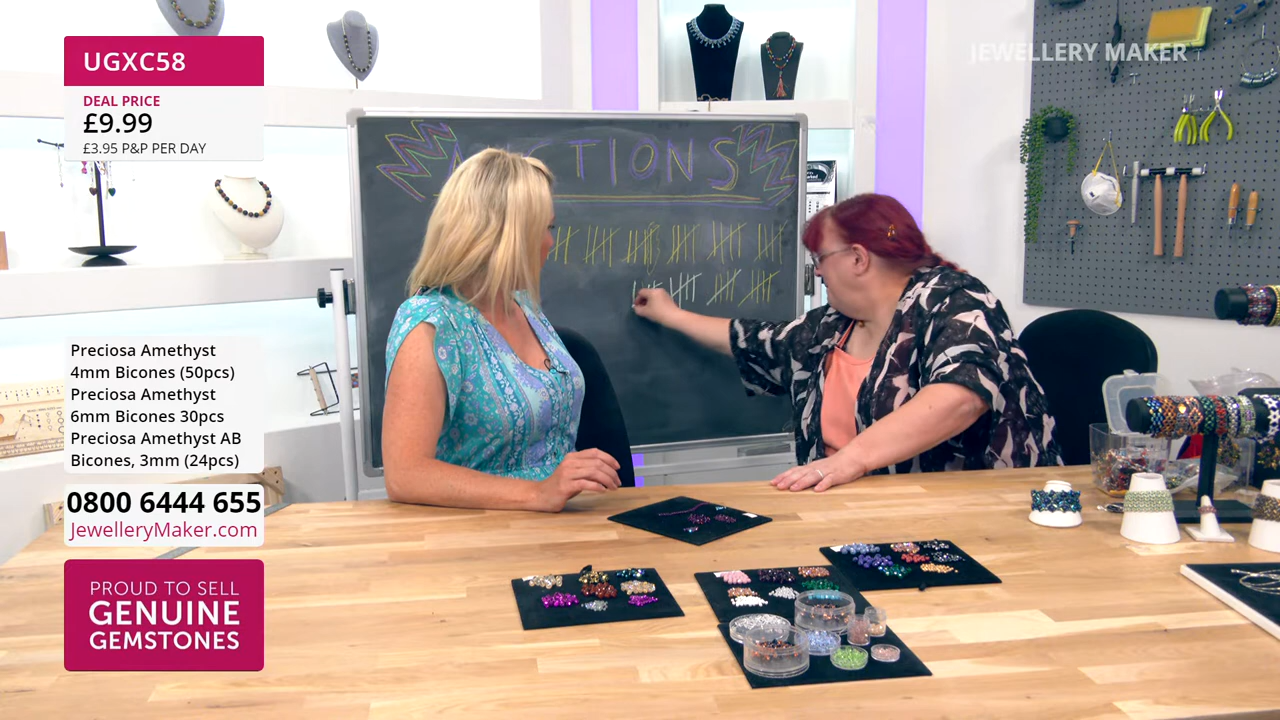 UGXC58
JEWELLERY MAKER
DEAL PRICE
£9.99
£3.95 P&P PER DAY
CTIONS
Preciosa Amethyst
4mm Bicones (50pcs)
Preciosa Amethyst
6mm Bicones 30pcs
Preciosa Amethyst AB
Bicones, 3mm (24pcs)
0800 6444 655
JewelleryMaker.com
PROUD TO SELL
GENUINE
GEMSTONES